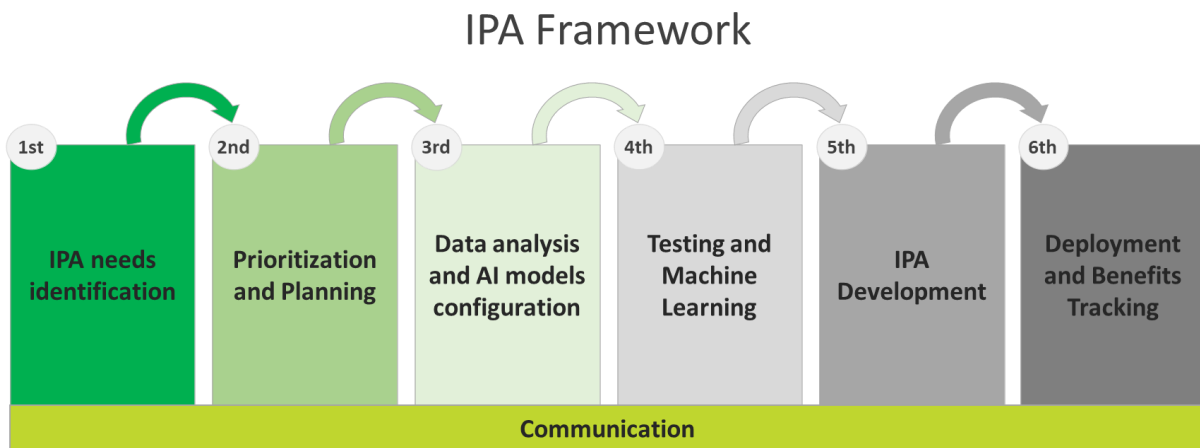 IPA Framework
1st
IPA needs
identification
2nd
Prioritization
and Planning
3rd
Data analysis
and AI models
configuration
4th
Testing and
Machine
Learning
5th
IPA
Development
6th
Deployment
and Benefits
Tracking
Communication